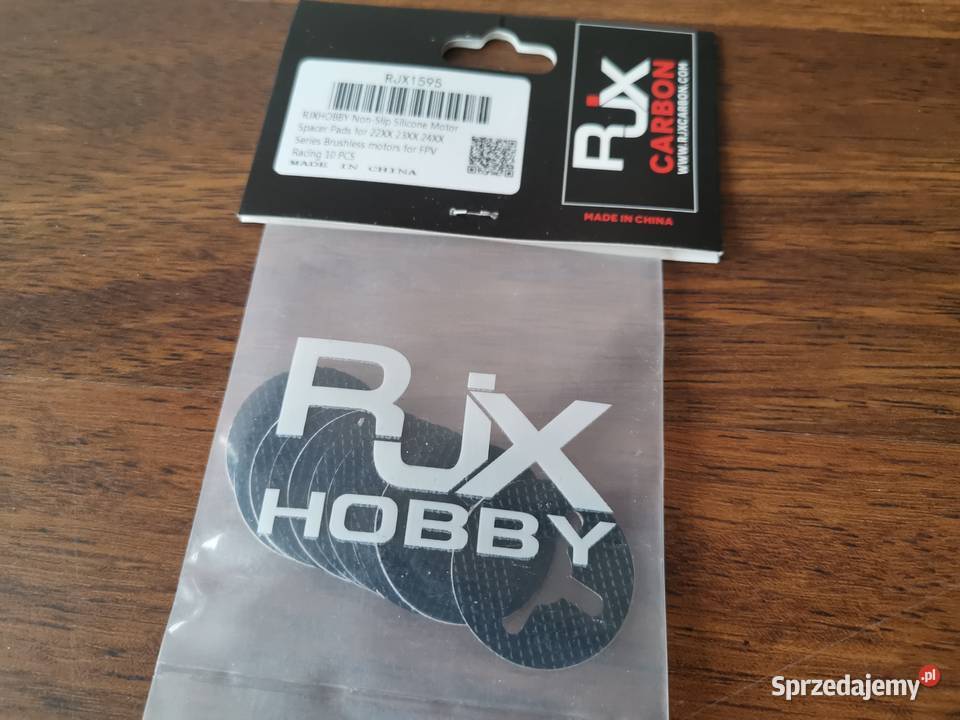 RJX1595
RJXHOBBY Non-Slip Silicone Motor
Spacer Pads for 22XX 23XX 24XX
Series Brushless motors for FPV
Racing 10 PCS
MADE IN CHINA
RJX
CARBON
WWW.RJXCARBON.COM
MADE IN CHINA
RJX
HOBBY
Sprzedajemy.pl